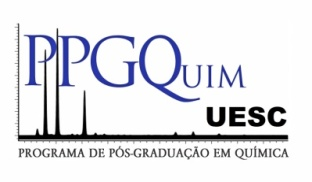 PPGQUIM
UESC
PROGRAMA DE PÓS-GRADUAÇÃO EM QUÍMICA